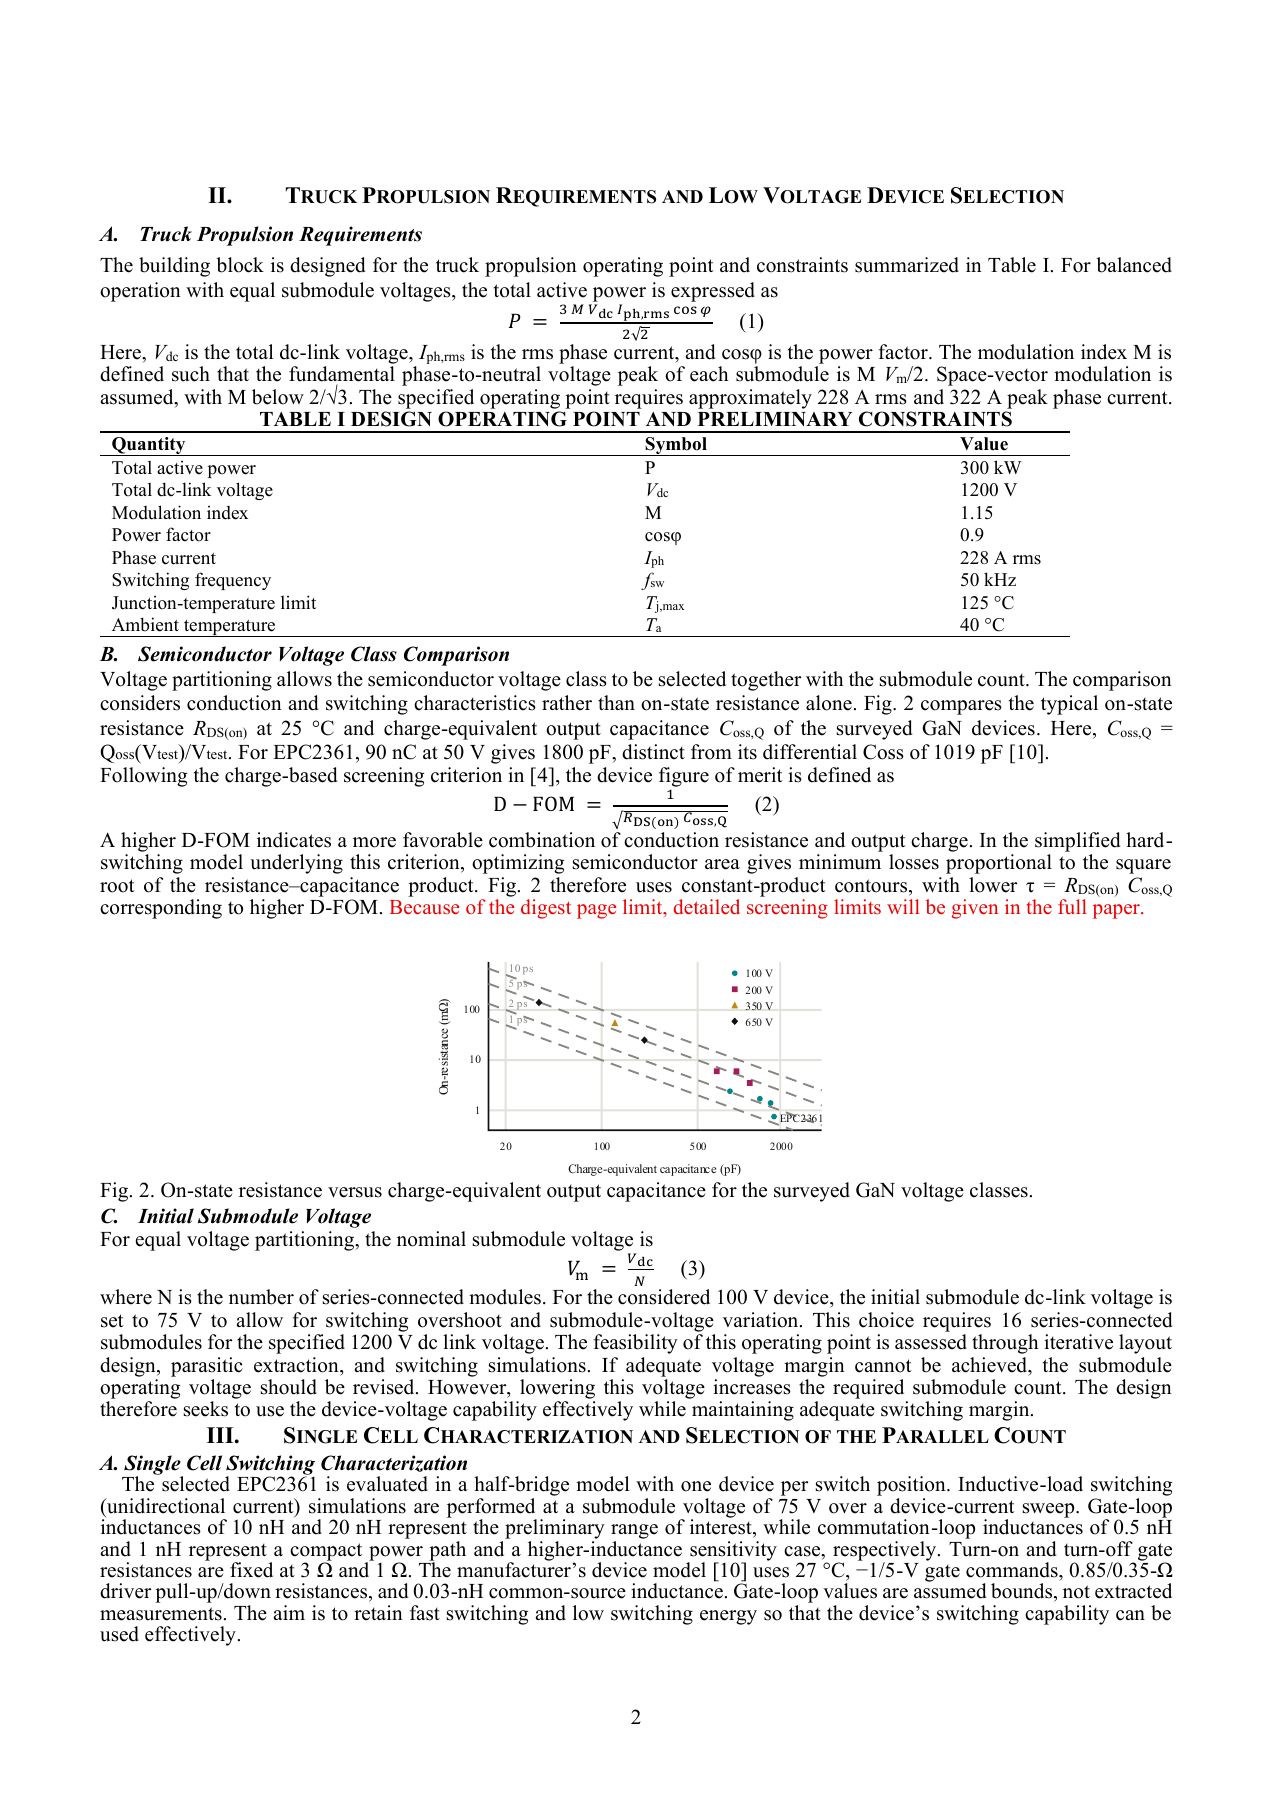 II. TRUCK PROPULSION REQUIREMENTS AND LOW VOLTAGE DEVICE SELECTION
A. Truck Propulsion Requirements
The building block is designed for the truck propulsion operating point and constraints summarized in Table I. For balanced
operation with equal submodule voltages, the total active power is expressed as
P = 3 M V_dc I_ph,rms cos φ / 2√2 (1)
Here, V_dc is the total dc-link voltage, I_ph,rms is the rms phase current, and cosφ is the power factor. The modulation index M is
defined such that the fundamental phase-to-neutral voltage peak of each submodule is M V_m/2. Space-vector modulation is
assumed, with M below 2/√3. The specified operating point requires approximately 228 A rms and 322 A peak phase current.
TABLE I DESIGN OPERATING POINT AND PRELIMINARY CONSTRAINTS
Quantity Symbol Value
Total active power P 300 kW
Total dc-link voltage V_dc 1200 V
Modulation index M 1.15
Power factor cosφ 0.9
Phase current I_ph 228 A rms
Switching frequency f_sw 50 kHz
Junction-temperature limit T_j,max 125 °C
Ambient temperature T_a 40 °C
B. Semiconductor Voltage Class Comparison
Voltage partitioning allows the semiconductor voltage class to be selected together with the submodule count. The comparison
considers conduction and switching characteristics rather than on-state resistance alone. Fig. 2 compares the typical on-state
resistance R_DS(on) at 25 °C and charge-equivalent output capacitance C_oss,Q of the surveyed GaN devices. Here, C_oss,Q =
Q_oss(V_test)/V_test. For EPC2361, 90 nC at 50 V gives 1800 pF, distinct from its differential Coss of 1019 pF [10].
Following the charge-based screening criterion in [4], the device figure of merit is defined as
D − FOM = 1 / √(R_DS(on) C_oss,Q) (2)
A higher D-FOM indicates a more favorable combination of conduction resistance and output charge. In the simplified hard-
switching model underlying this criterion, optimizing semiconductor area gives minimum losses proportional to the square
root of the resistance–capacitance product. Fig. 2 therefore uses constant-product contours, with lower τ = R_DS(on) C_oss,Q
corresponding to higher D-FOM. Because of the digest page limit, detailed screening limits will be given in the full paper.
10 ps
5 ps
2 ps
1 ps
100 V
200 V
350 V
650 V
On-resistance (mΩ)
100
10
1
EPC2361
20 100 500 2000
Charge-equivalent capacitance (pF)
Fig. 2. On-state resistance versus charge-equivalent output capacitance for the surveyed GaN voltage classes.
C. Initial Submodule Voltage
For equal voltage partitioning, the nominal submodule voltage is
V_m = V_dc / N (3)
where N is the number of series-connected modules. For the considered 100 V device, the initial submodule dc-link voltage is
set to 75 V to allow for switching overshoot and submodule-voltage variation. This choice requires 16 series-connected
submodules for the specified 1200 V dc link voltage. The feasibility of this operating point is assessed through iterative layout
design, parasitic extraction, and switching simulations. If adequate voltage margin cannot be achieved, the submodule
operating voltage should be revised. However, lowering this voltage increases the required submodule count. The design
therefore seeks to use the device-voltage capability effectively while maintaining adequate switching margin.
III. SINGLE CELL CHARACTERIZATION AND SELECTION OF THE PARALLEL COUNT
A. Single Cell Switching Characterization
The selected EPC2361 is evaluated in a half-bridge model with one device per switch position. Inductive-load switching
(unidirectional current) simulations are performed at a submodule voltage of 75 V over a device-current sweep. Gate-loop
inductances of 10 nH and 20 nH represent the preliminary range of interest, while commutation-loop inductances of 0.5 nH
and 1 nH represent a compact power path and a higher-inductance sensitivity case, respectively. Turn-on and turn-off gate
resistances are fixed at 3 Ω and 1 Ω. The manufacturer’s device model [10] uses 27 °C, −1/5-V gate commands, 0.85/0.35-Ω
driver pull-up/down resistances, and 0.03-nH common-source inductance. Gate-loop values are assumed bounds, not extracted
measurements. The aim is to retain fast switching and low switching energy so that the device’s switching capability can be
used effectively.
2